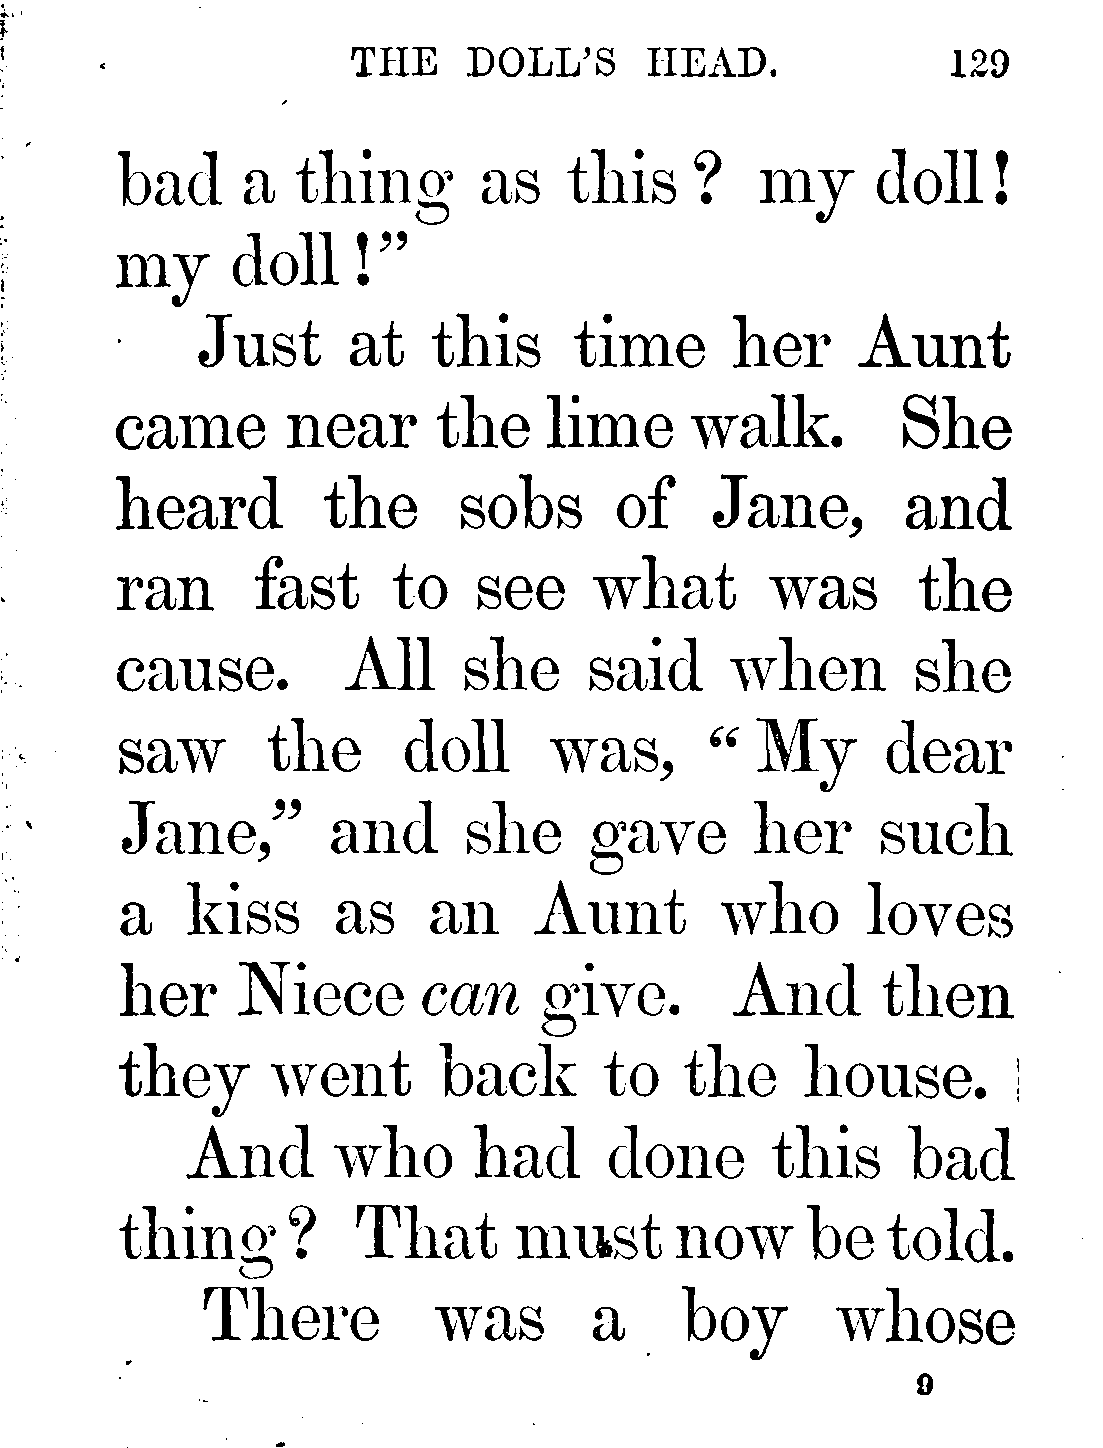 THE DOLL'S HEAD. 129
bad a thing as this? my doll!
my doll!”
Just at this time her Aunt
came near the lime walk. She
heard the sobs of Jane, and
ran fast to see what was the
cause. All she said when she
saw the doll was, “My dear
Jane,” and she gave her such
a kiss as an Aunt who loves
her Niece can give. And then
they went back to the house.
And who had done this bad
thing? That must now be told.
There was a boy whose
9